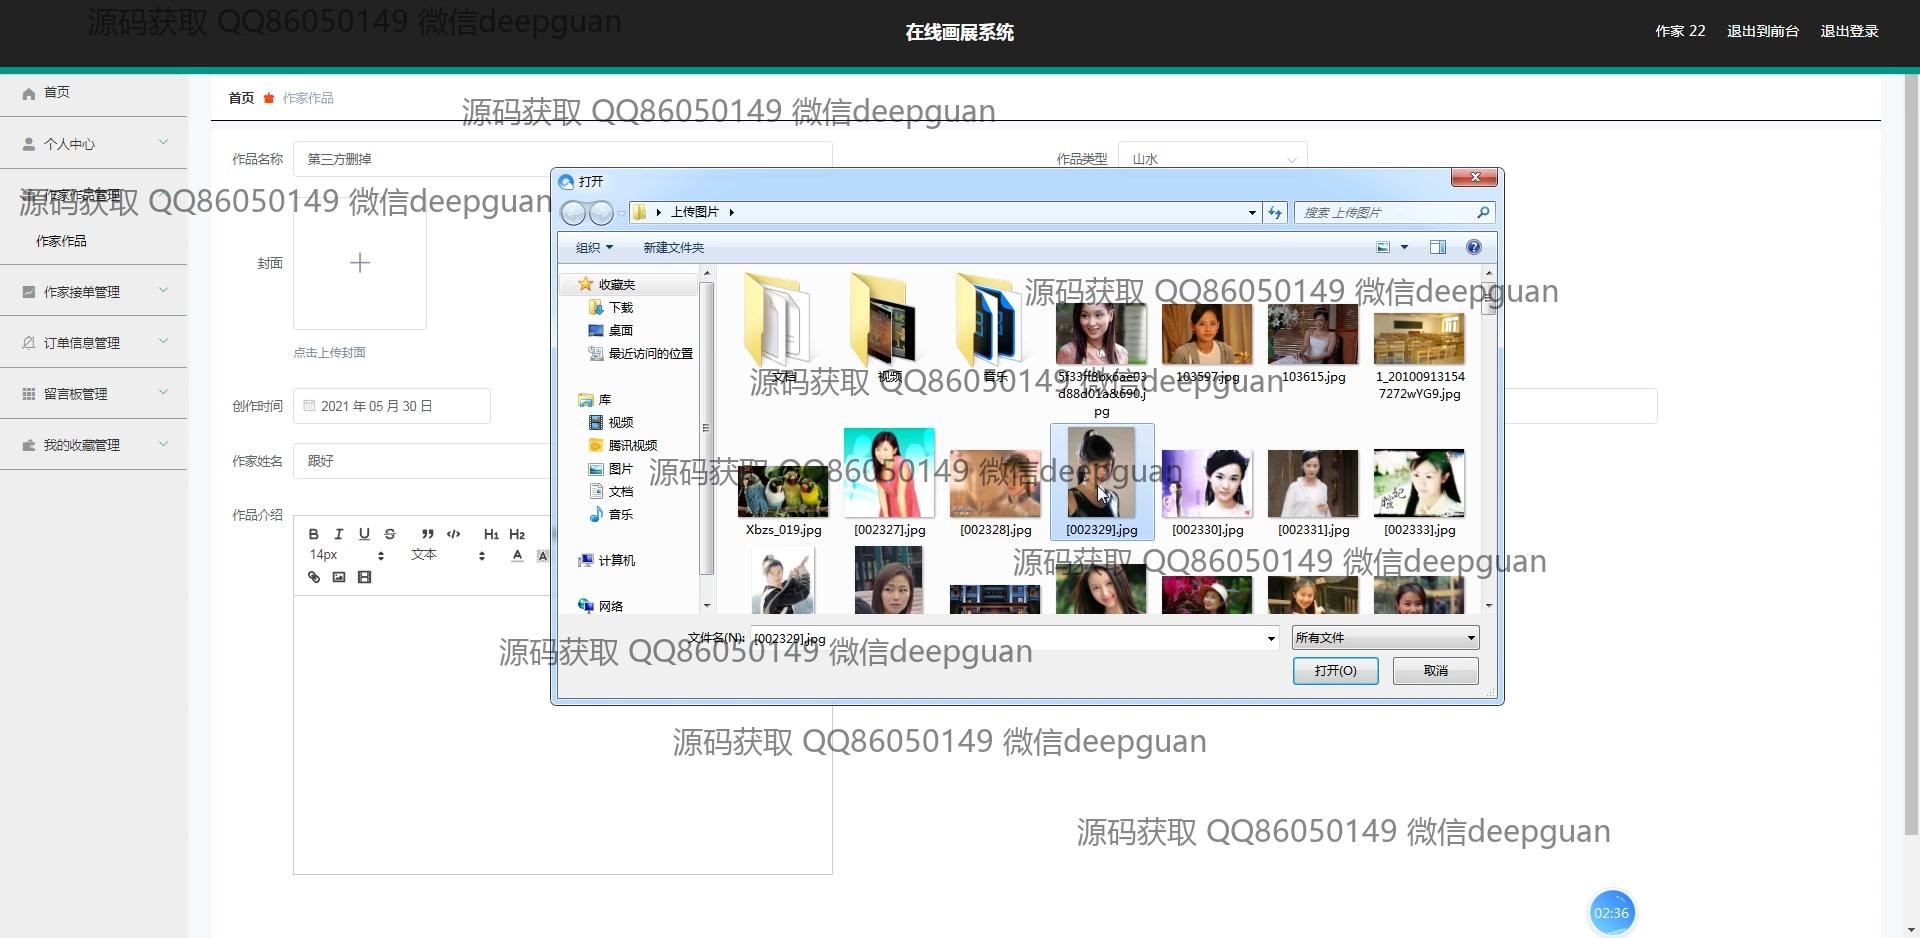 源码获取 QQ86050149 微信deepguan
在线画展系统
作家 22
退出到前台
退出登录
首页
个人中心
作家作品管理
作家作品
作家接单管理
订单信息管理
留言板管理
我的收藏管理
首页
作家作品
源码获取 QQ86050149 微信deepguan
作品名称
第三方删掉
作品类型
山水
源码获取 QQ86050149 微信deepguan
封面
点击上传封面
创作时间
2021 年 05 月 30 日
作家姓名
跟好
作品介绍
B I U S H1 H2
14px
文本
A A
打开
上传图片
搜索 上传图片
组织
新建文件夹
收藏夹
下载
桌面
最近访问的位置
库
视频
腾讯视频
图片
文档
音乐
计算机
网络
源码获取 QQ86050149 微信deepguan
文档
视频
音乐
5f33ff8bx6ae03
d88d01a&690.j
pg
103597.jpg
103615.jpg
1_20100913154
7272wYG9.jpg
源码获取 QQ86050149 微信deepguan
源码获取 QQ86050149 微信deepguan
Xbzs_019.jpg
[002327].jpg
[002328].jpg
[002329].jpg
[002330].jpg
[002331].jpg
[002333].jpg
源码获取 QQ86050149 微信deepguan
文件名(N):
[002329].jpg
所有文件
源码获取 QQ86050149 微信deepguan
打开(O)
取消
源码获取 QQ86050149 微信deepguan
源码获取 QQ86050149 微信deepguan
02:36